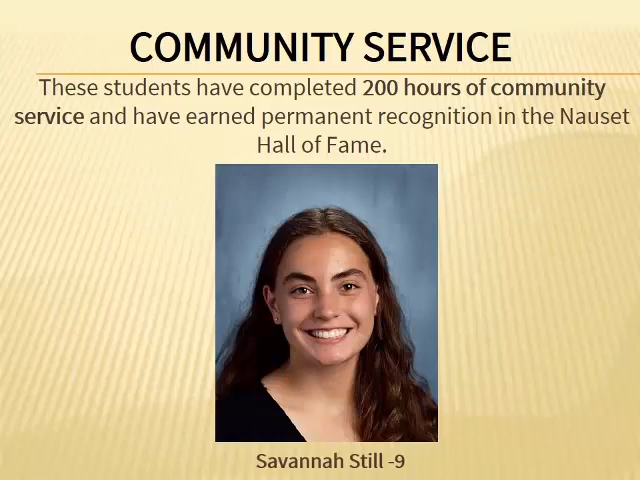 COMMUNITY SERVICE
These students have completed 200 hours of community
service and have earned permanent recognition in the Nauset
Hall of Fame.
Savannah Still -9